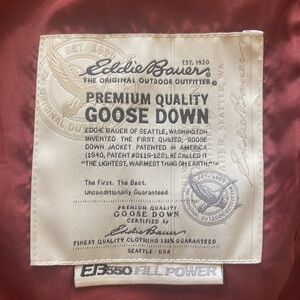 EST. 1920
Eddie Bauer®
THE ORIGINAL OUTDOOR OUTFITTER®
PREMIUM QUALITY
GOOSE DOWN
EDDIE BAUER OF SEATTLE, WASHINGTON
INVENTED THE FIRST QUILTED, GOOSE
DOWN JACKET PATENTED IN AMERICA
(1940, PATENT #D119-122). HE CALLED IT
"THE LIGHTEST, WARMEST THING ON EARTH"
The First. The Best.
Unconditionally Guaranteed.
PREMIUM QUALITY
GOOSE DOWN
CERTIFIED by
Eddie Bauer
FINEST QUALITY CLOTHING 100% GUARANTEED
SEATTLE - USA
EB550 FILL POWER